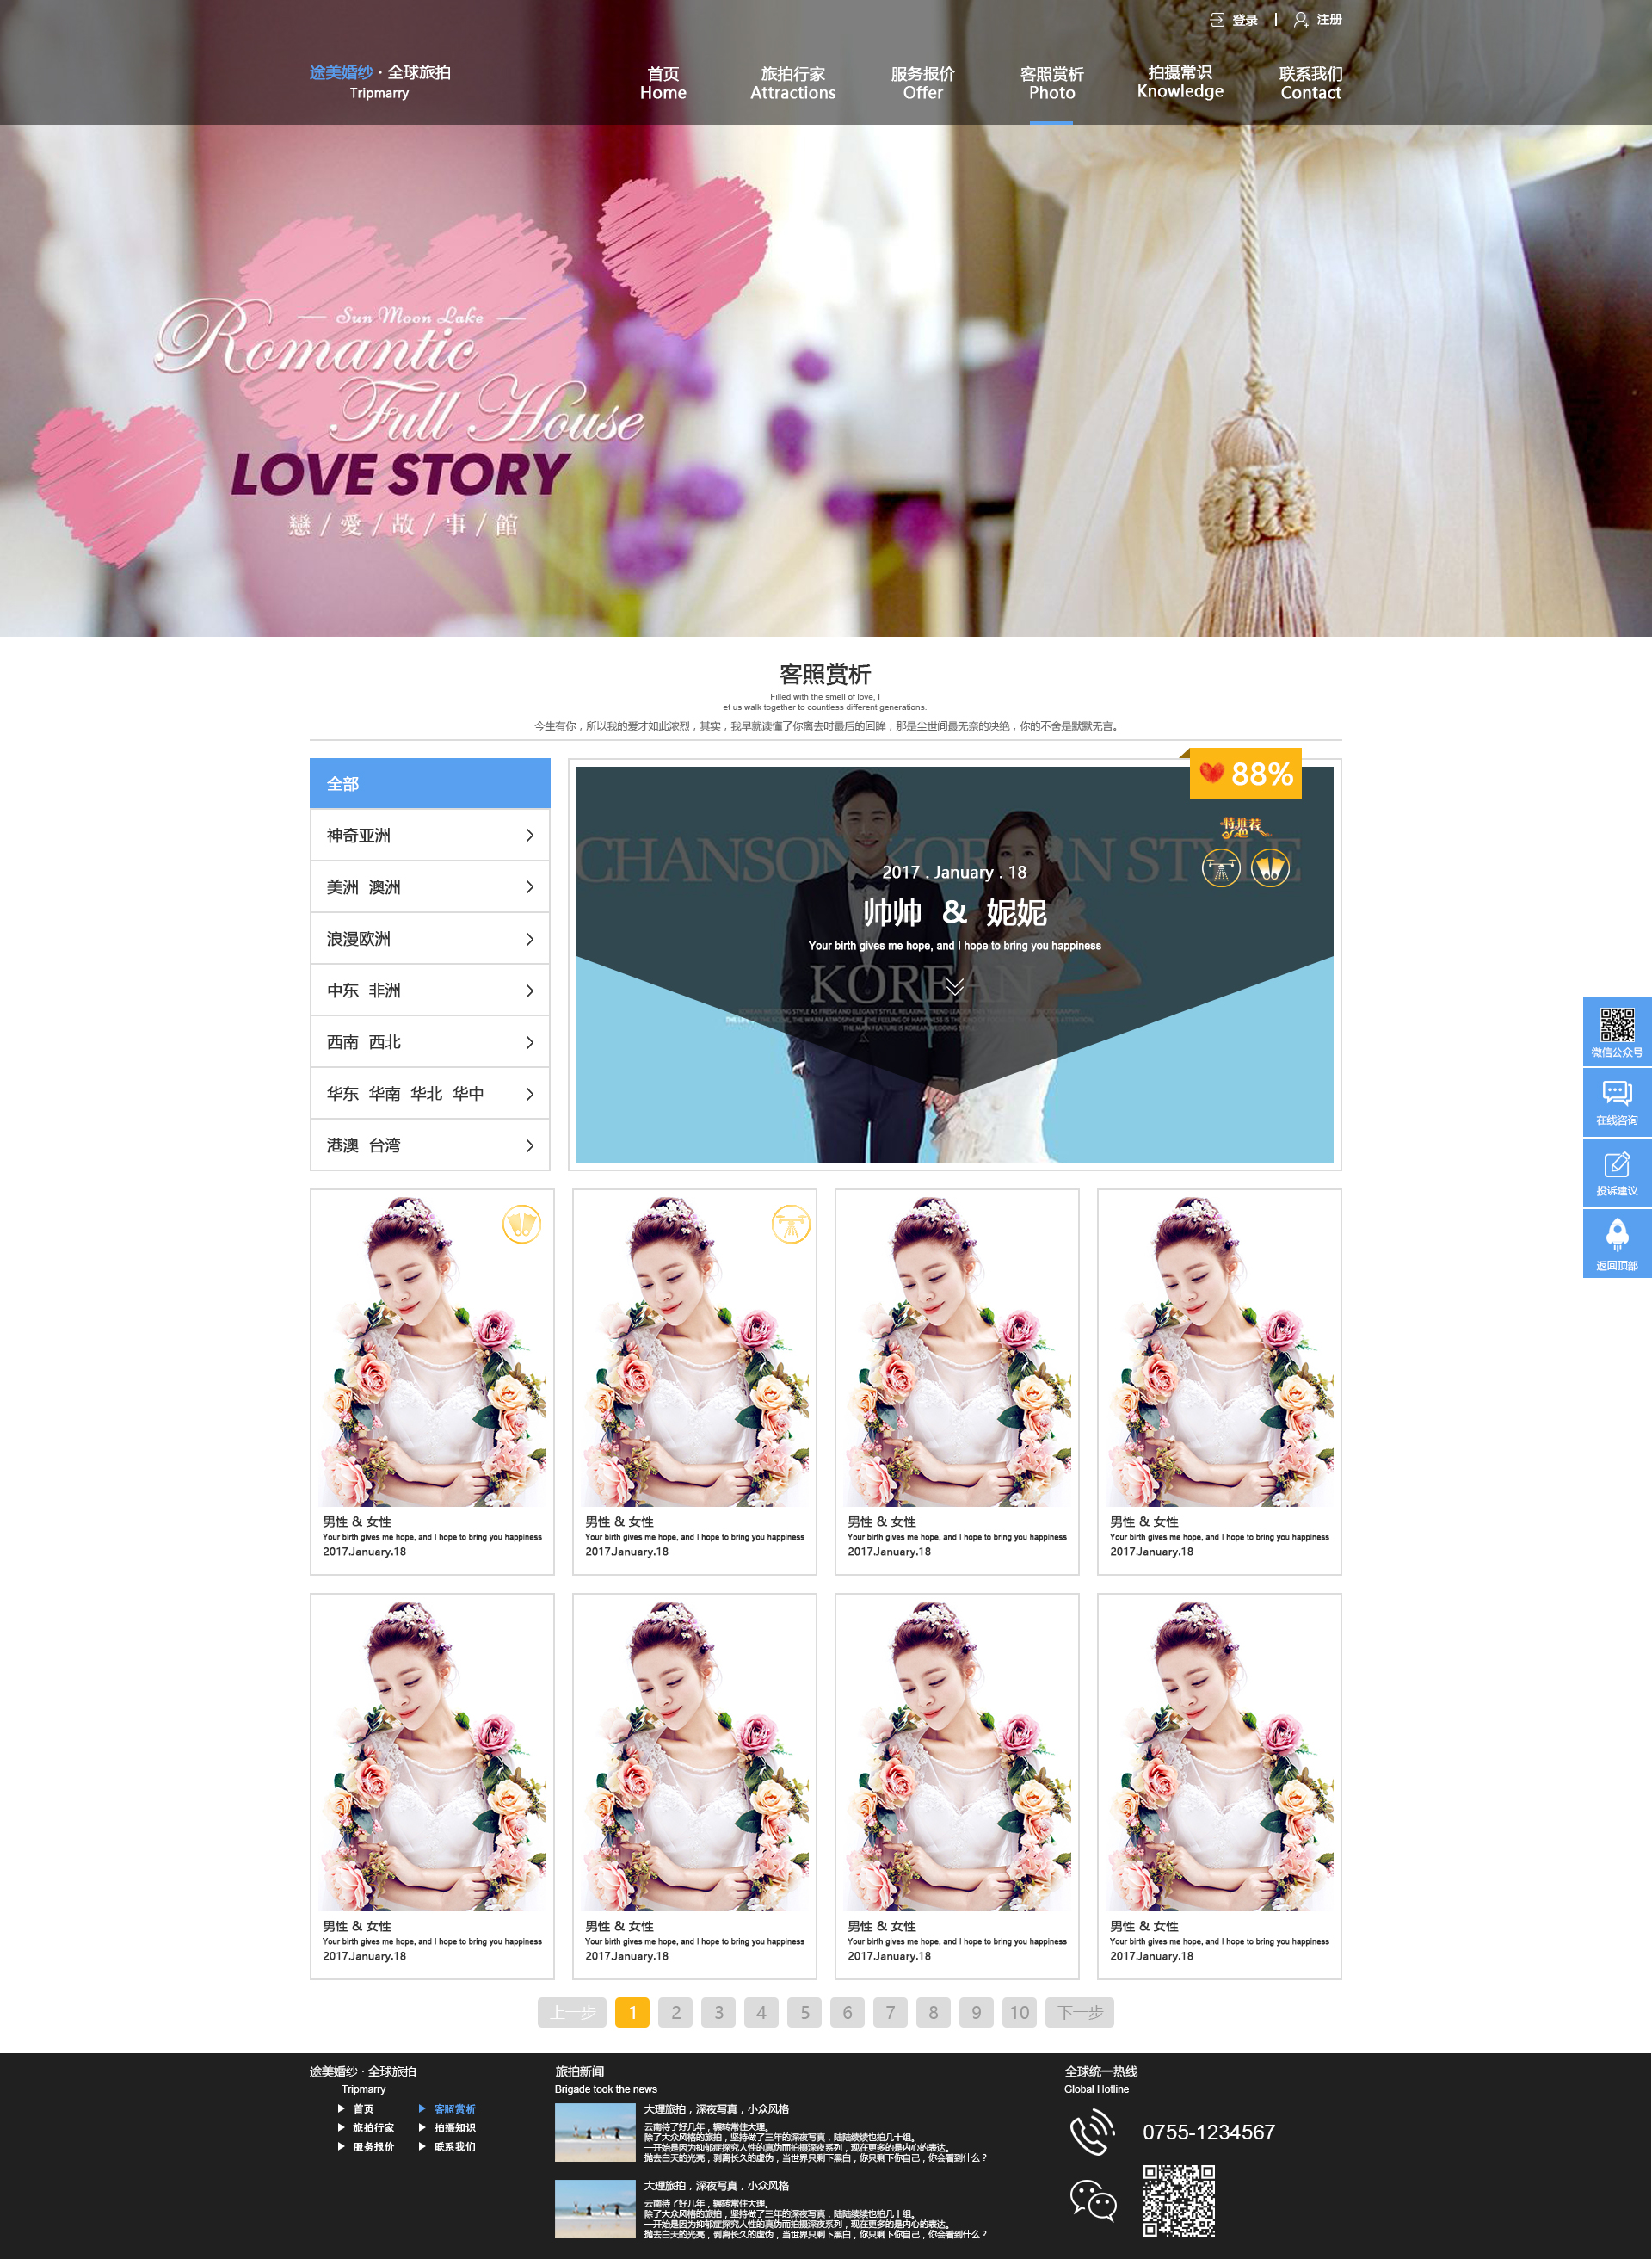 登录 | 注册
途美婚纱 · 全球旅拍
Tripmarry
首页 旅拍行家 服务报价 客照赏析 拍摄常识 联系我们
Home Attractions Offer Photo Knowledge Contact
Sun Moon Lake
Romantic
Full House
LOVE STORY
戀/愛/故/事/館
客照赏析
Filled with the smell of love, I
et us walk together to countless different generations.
今生有你，所以我的爱才如此浓烈，其实，我早就读懂了你离去时最后的回眸，那是尘世间最无奈的决绝，你的不舍是默默无言。
全部
神奇亚洲
美洲 澳洲
浪漫欧洲
中东 非洲
西南 西北
华东 华南 华北 华中
港澳 台湾
88%
特色推荐
CHANSON KOREAN STYLE
2017 . January . 18
帅帅 & 妮妮
Your birth gives me hope, and I hope to bring you happiness
KOREAN
THE MAIN FEATURE IS KOREAN WEDDING STYLE
微信公众号
在线咨询
投诉建议
返回顶部
男性 & 女性
Your birth gives me hope, and I hope to bring you happiness
2017.January.18
男性 & 女性
Your birth gives me hope, and I hope to bring you happiness
2017.January.18
男性 & 女性
Your birth gives me hope, and I hope to bring you happiness
2017.January.18
男性 & 女性
Your birth gives me hope, and I hope to bring you happiness
2017.January.18
男性 & 女性
Your birth gives me hope, and I hope to bring you happiness
2017.January.18
男性 & 女性
Your birth gives me hope, and I hope to bring you happiness
2017.January.18
男性 & 女性
Your birth gives me hope, and I hope to bring you happiness
2017.January.18
男性 & 女性
Your birth gives me hope, and I hope to bring you happiness
2017.January.18
上一步 1 2 3 4 5 6 7 8 9 10 下一步
途美婚纱 · 全球旅拍
Tripmarry
首页 客照赏析
旅拍行家 拍摄知识
服务报价 联系我们
旅拍新闻
Brigade took the news
大理旅拍，深夜写真，小众风格
云南待了好几年，辗转常住大理。
除了大众风格的旅拍，坚持做了三年的深夜写真，陆陆续续也拍几十组。
一开始是因为抑郁症探究人性的真伪而拍摄深夜系列，现在更多的是内心的表达。
抛去白天的光亮，剥离长久的虚伪，当世界只剩下黑白，你只剩下你自己，你会看到什么？
大理旅拍，深夜写真，小众风格
云南待了好几年，辗转常住大理。
除了大众风格的旅拍，坚持做了三年的深夜写真，陆陆续续也拍几十组。
一开始是因为抑郁症探究人性的真伪而拍摄深夜系列，现在更多的是内心的表达。
抛去白天的光亮，剥离长久的虚伪，当世界只剩下黑白，你只剩下你自己，你会看到什么？
全球统一热线
Global Hotline
0755-1234567